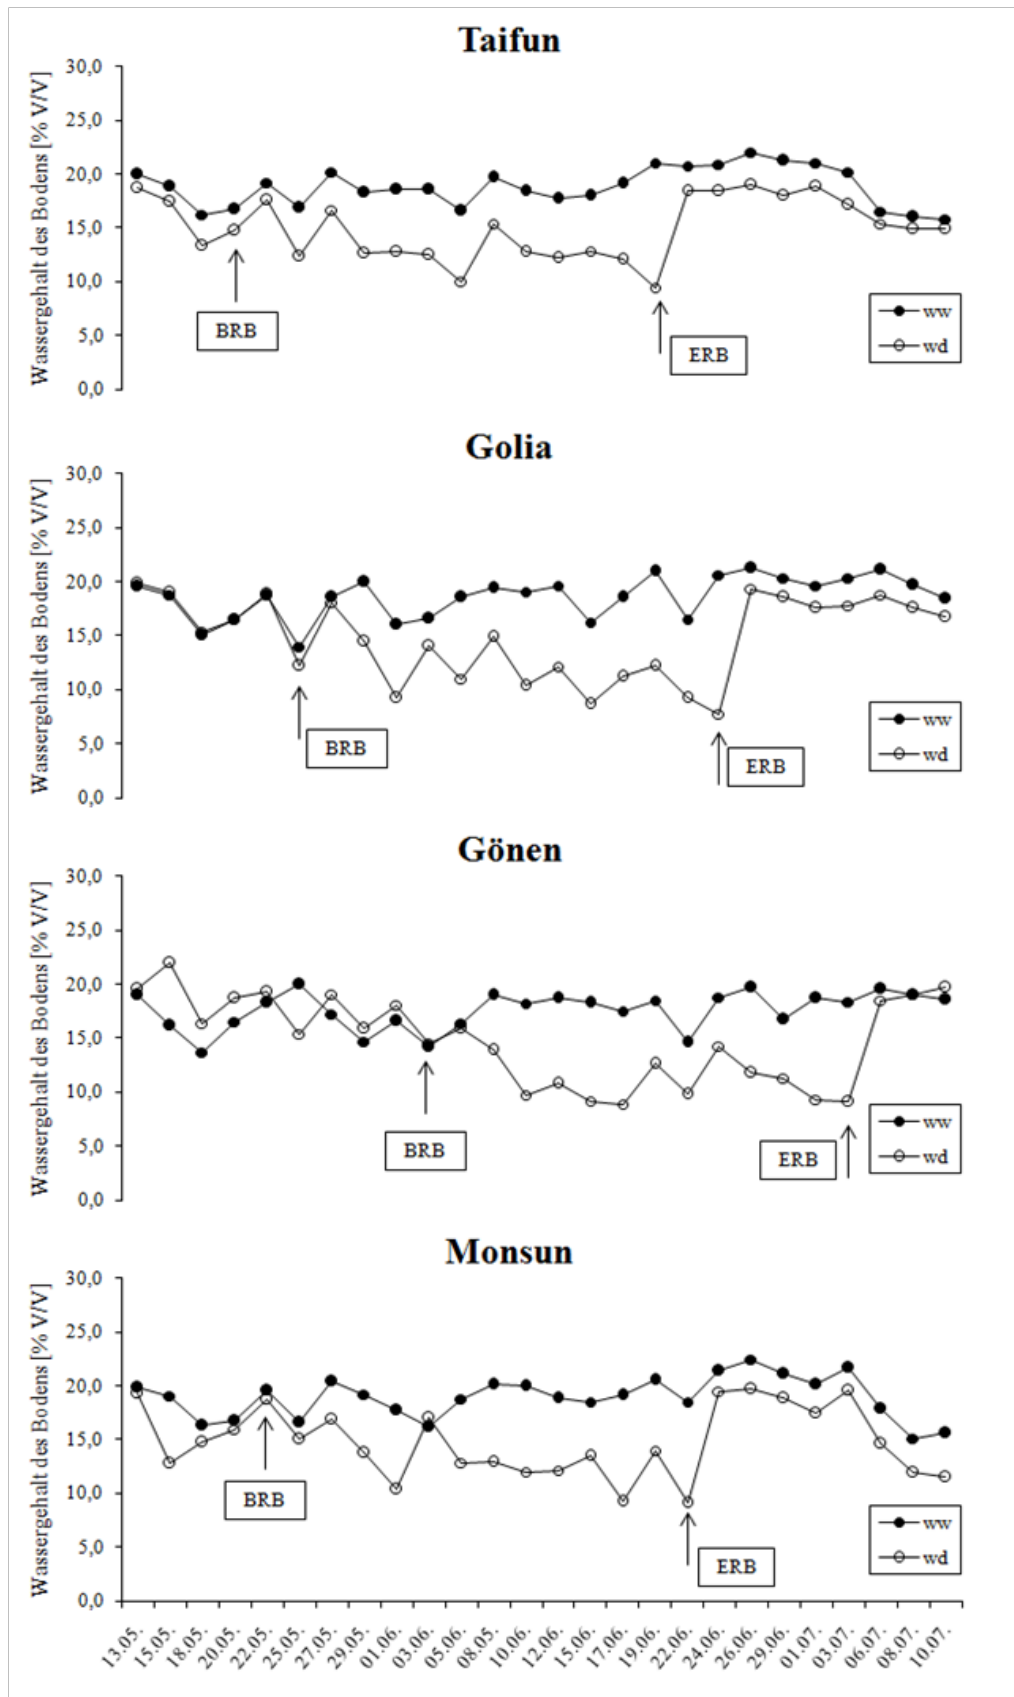 Taifun
Wassergehalt des Bodens [% V/V]
30,0
25,0
20,0
15,0
10,0
5,0
0,0
BRB
ERB
ww
wd
Golia
Wassergehalt des Bodens [% V/V]
30,0
25,0
20,0
15,0
10,0
5,0
0,0
BRB
ERB
ww
wd
Gönen
Wassergehalt des Bodens [% V/V]
30,0
25,0
20,0
15,0
10,0
5,0
0,0
BRB
ERB
ww
wd
Monsun
Wassergehalt des Bodens [% V/V]
30,0
25,0
20,0
15,0
10,0
5,0
0,0
BRB
ERB
ww
wd
13.05. 15.05. 18.05. 20.05. 22.05. 25.05. 27.05. 29.05. 01.06. 03.06. 05.06. 08.05. 10.06. 12.06. 15.06. 17.06. 19.06. 22.06. 24.06. 26.06. 29.06. 01.07. 03.07. 06.07. 08.07. 10.07.